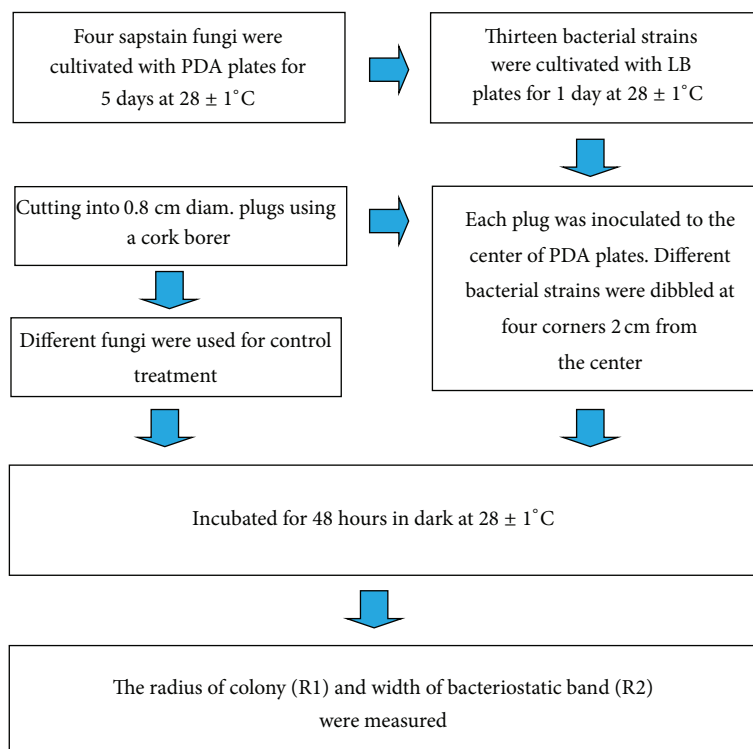 Four sapstain fungi were
cultivated with PDA plates for
5 days at 28 ± 1°C
Thirteen bacterial strains
were cultivated with LB
plates for 1 day at 28 ± 1°C
Cutting into 0.8 cm diam. plugs using
a cork borer
Each plug was inoculated to the
center of PDA plates. Different
bacterial strains were dibbled at
four corners 2 cm from
the center
Different fungi were used for control
treatment
Incubated for 48 hours in dark at 28 ± 1°C
The radius of colony (R1) and width of bacteriostatic band (R2)
were measured